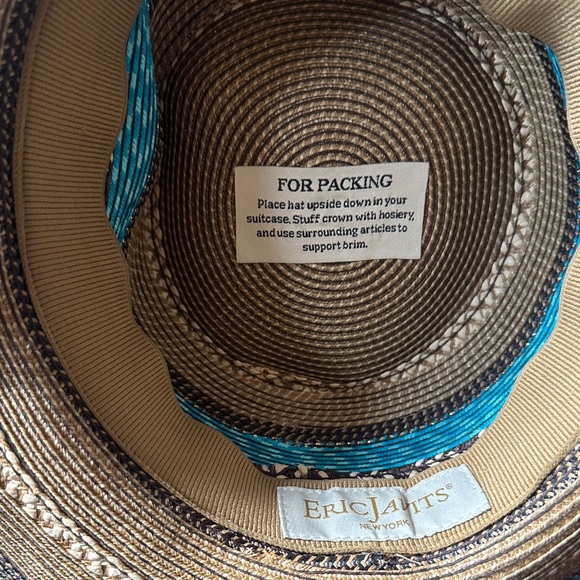 FOR PACKING
Place hat upside down in your
suitcase. Stuff crown with hosiery,
and use surrounding articles to
support brim.
ERIC JAVITS®
NEW YORK